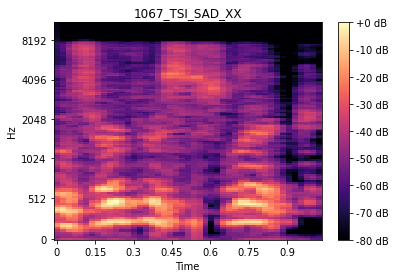 1067_TSI_SAD_XX
Hz
8192
4096
2048
1024
512
0
0 0.15 0.3 0.45 0.6 0.75 0.9
Time
+0 dB
-10 dB
-20 dB
-30 dB
-40 dB
-50 dB
-60 dB
-70 dB
-80 dB